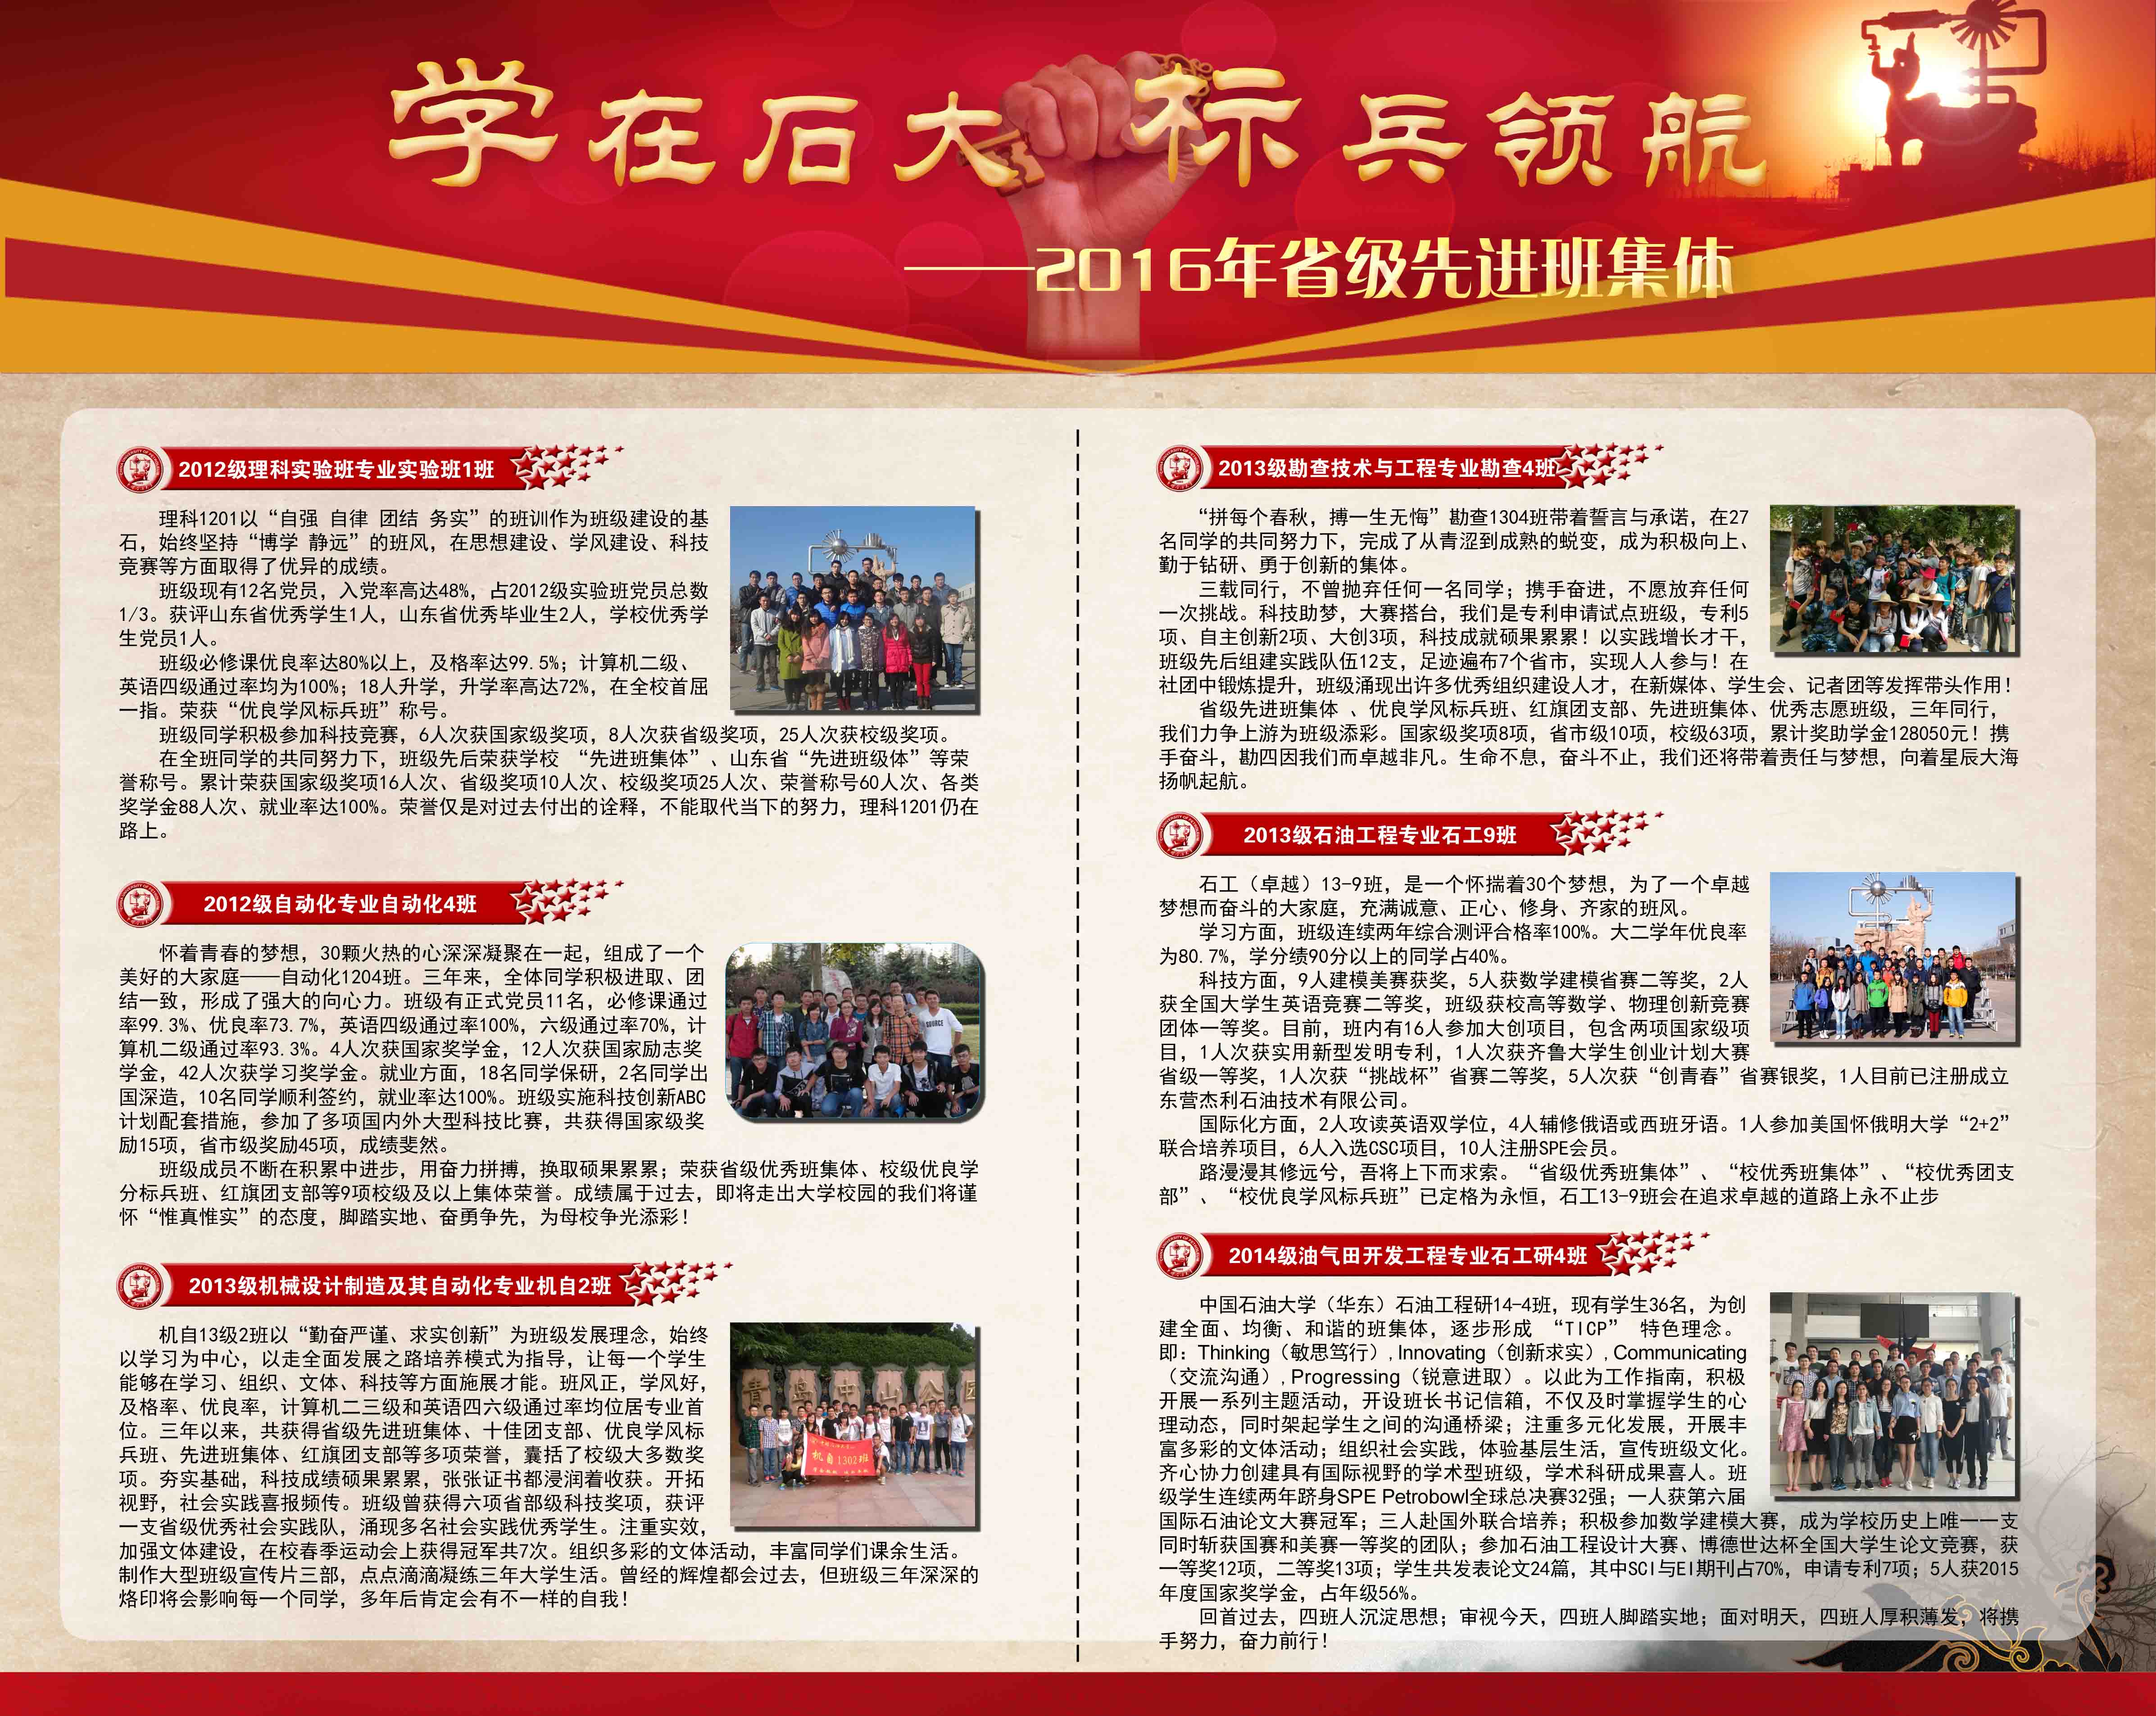 学在石大 标兵领航
——2016年省级先进班集体
2012级理科实验班专业实验班1班
理科1201以“自强 自律 团结 务实”的班训作为班级建设的基
石，始终坚持“博学 静远”的班风，在思想建设、学风建设、科技
竞赛等方面取得了优异的成绩。
班级现有12名党员，入党率高达48%，占2012级实验班党员总数
1/3。获评山东省优秀学生1人，山东省优秀毕业生2人，学校优秀学
生党员1人。
班级必修课优良率达80%以上，及格率达99.5%；计算机二级、
英语四级通过率均为100%；18人升学，升学率高达72%，在全校首屈
一指。荣获“优良学风标兵班”称号。
班级同学积极参加科技竞赛，6人次获国家级奖项，8人次获省级奖项，25人次获校级奖项。
在全班同学的共同努力下，班级先后荣获学校 “先进班集体”、山东省“先进班级体”等荣
誉称号。累计荣获国家级奖项16人次、省级奖项10人次、校级奖项25人次、荣誉称号60人次、各类
奖学金88人次、就业率达100%。荣誉仅是对过去付出的诠释，不能取代当下的努力，理科1201仍在
路上。
2012级自动化专业自动化4班
怀着青春的梦想，30颗火热的心深深凝聚在一起，组成了一个
美好的大家庭——自动化1204班。三年来，全体同学积极进取、团
结一致，形成了强大的向心力。班级有正式党员11名，必修课通过
率99.3%、优良率73.7%，英语四级通过率100%，六级通过率70%，计
算机二级通过率93.3%。4人次获国家奖学金，12人次获国家励志奖
学金，42人次获学习奖学金。就业方面，18名同学保研，2名同学出
国深造，10名同学顺利签约，就业率达100%。班级实施科技创新ABC
计划配套措施，参加了多项国内外大型科技比赛，共获得国家级奖
励15项，省市级奖励45项，成绩斐然。
班级成员不断在积累中进步，用奋力拼搏，换取硕果累累；荣获省级优秀班集体、校级优良学
分标兵班、红旗团支部等9项校级及以上集体荣誉。成绩属于过去，即将走出大学校园的我们将谨
怀“惟真惟实”的态度，脚踏实地、奋勇争先，为母校争光添彩！
2013级机械设计制造及其自动化专业机自2班
机自13级2班以“勤奋严谨、求实创新”为班级发展理念，始终
以学习为中心，以走全面发展之路培养模式为指导，让每一个学生
能够在学习、组织、文体、科技等方面施展才能。班风正，学风好，
及格率、优良率，计算机二三级和英语四六级通过率均位居专业首
位。三年以来，共获得省级先进班集体、十佳团支部、优良学风标
兵班、先进班集体、红旗团支部等多项荣誉，囊括了校级大多数奖
项。夯实基础，科技成绩硕果累累，张张证书都浸润着收获。开拓
视野，社会实践喜报频传。班级曾获得六项省部级科技奖项，获评
一支省级优秀社会实践队，涌现多名社会实践优秀学生。注重实效，
加强文体建设，在校春季运动会上获得冠军共7次。组织多彩的文体活动，丰富同学们课余生活。
制作大型班级宣传片三部，点点滴滴凝练三年大学生活。曾经的辉煌都会过去，但班级三年深深的
烙印将会影响每一个同学，多年后肯定会有不一样的自我！
青岛中山公园
机自1302班
2013级勘查技术与工程专业勘查4班
“拼每个春秋，搏一生无悔”勘查1304班带着誓言与承诺，在27
名同学的共同努力下，完成了从青涩到成熟的蜕变，成为积极向上、
勤于钻研、勇于创新的集体。
三载同行，不曾抛弃任何一名同学；携手奋进，不愿放弃任何
一次挑战。科技助梦，大赛搭台，我们是专利申请试点班级，专利5
项、自主创新2项、大创3项，科技成就硕果累累！以实践增长才干，
班级先后组建实践队伍12支，足迹遍布7个省市，实现人人参与！在
社团中锻炼提升，班级涌现出许多优秀组织建设人才，在新媒体、学生会、记者团等发挥带头作用！
省级先进班集体 、优良学风标兵班、红旗团支部、先进班集体、优秀志愿班级，三年同行，
我们力争上游为班级添彩。国家级奖项8项，省市级10项，校级63项，累计奖助学金128050元！携
手奋斗，勘四因我们而卓越非凡。生命不息，奋斗不止，我们还将带着责任与梦想，向着星辰大海
扬帆起航。
2013级石油工程专业石工9班
石工（卓越）13-9班，是一个怀揣着30个梦想，为了一个卓越
梦想而奋斗的大家庭，充满诚意、正心、修身、齐家的班风。
学习方面，班级连续两年综合测评合格率100%。大二学年优良率
为80.7%，学分绩90分以上的同学占40%。
科技方面，9人建模美赛获奖，5人获数学建模省赛二等奖，2人
获全国大学生英语竞赛二等奖，班级获校高等数学、物理创新竞赛
团体一等奖。目前，班内有16人参加大创项目，包含两项国家级项
目，1人次获实用新型发明专利，1人次获齐鲁大学生创业计划大赛
省级一等奖，1人次获“挑战杯”省赛二等奖，5人次获“创青春”省赛银奖，1人目前已注册成立
东营杰利石油技术有限公司。
国际化方面，2人攻读英语双学位，4人辅修俄语或西班牙语。1人参加美国怀俄明大学“2+2”
联合培养项目，6人入选CSC项目，10人注册SPE会员。
路漫漫其修远兮，吾将上下而求索。“省级优秀班集体”、“校优秀班集体”、“校优秀团支
部”、“校优良学风标兵班”已定格为永恒，石工13-9班会在追求卓越的道路上永不止步
2014级油气田开发工程专业石工研4班
中国石油大学（华东）石油工程研14-4班，现有学生36名，为创
建全面、均衡、和谐的班集体，逐步形成 “TICP” 特色理念。
即：Thinking（敏思笃行）,Innovating（创新求实）,Communicating
（交流沟通）,Progressing（锐意进取）。以此为工作指南，积极
开展一系列主题活动，开设班长书记信箱，不仅及时掌握学生的心
理动态，同时架起学生之间的沟通桥梁；注重多元化发展，开展丰
富多彩的文体活动；组织社会实践，体验基层生活，宣传班级文化。
齐心协力创建具有国际视野的学术型班级，学术科研成果喜人。班
级学生连续两年跻身SPE Petrobowl全球总决赛32强；一人获第六届
国际石油论文大赛冠军；三人赴国外联合培养；积极参加数学建模大赛，成为学校历史上唯一一支
同时斩获国赛和美赛一等奖的团队；参加石油工程设计大赛、博德世达杯全国大学生论文竞赛，获
一等奖12项，二等奖13项；学生共发表论文24篇，其中SCI与EI期刊占70%，申请专利7项；5人获2015
年度国家奖学金，占年级56%。
回首过去，四班人沉淀思想；审视今天，四班人脚踏实地；面对明天，四班人厚积薄发，将携
手努力，奋力前行！